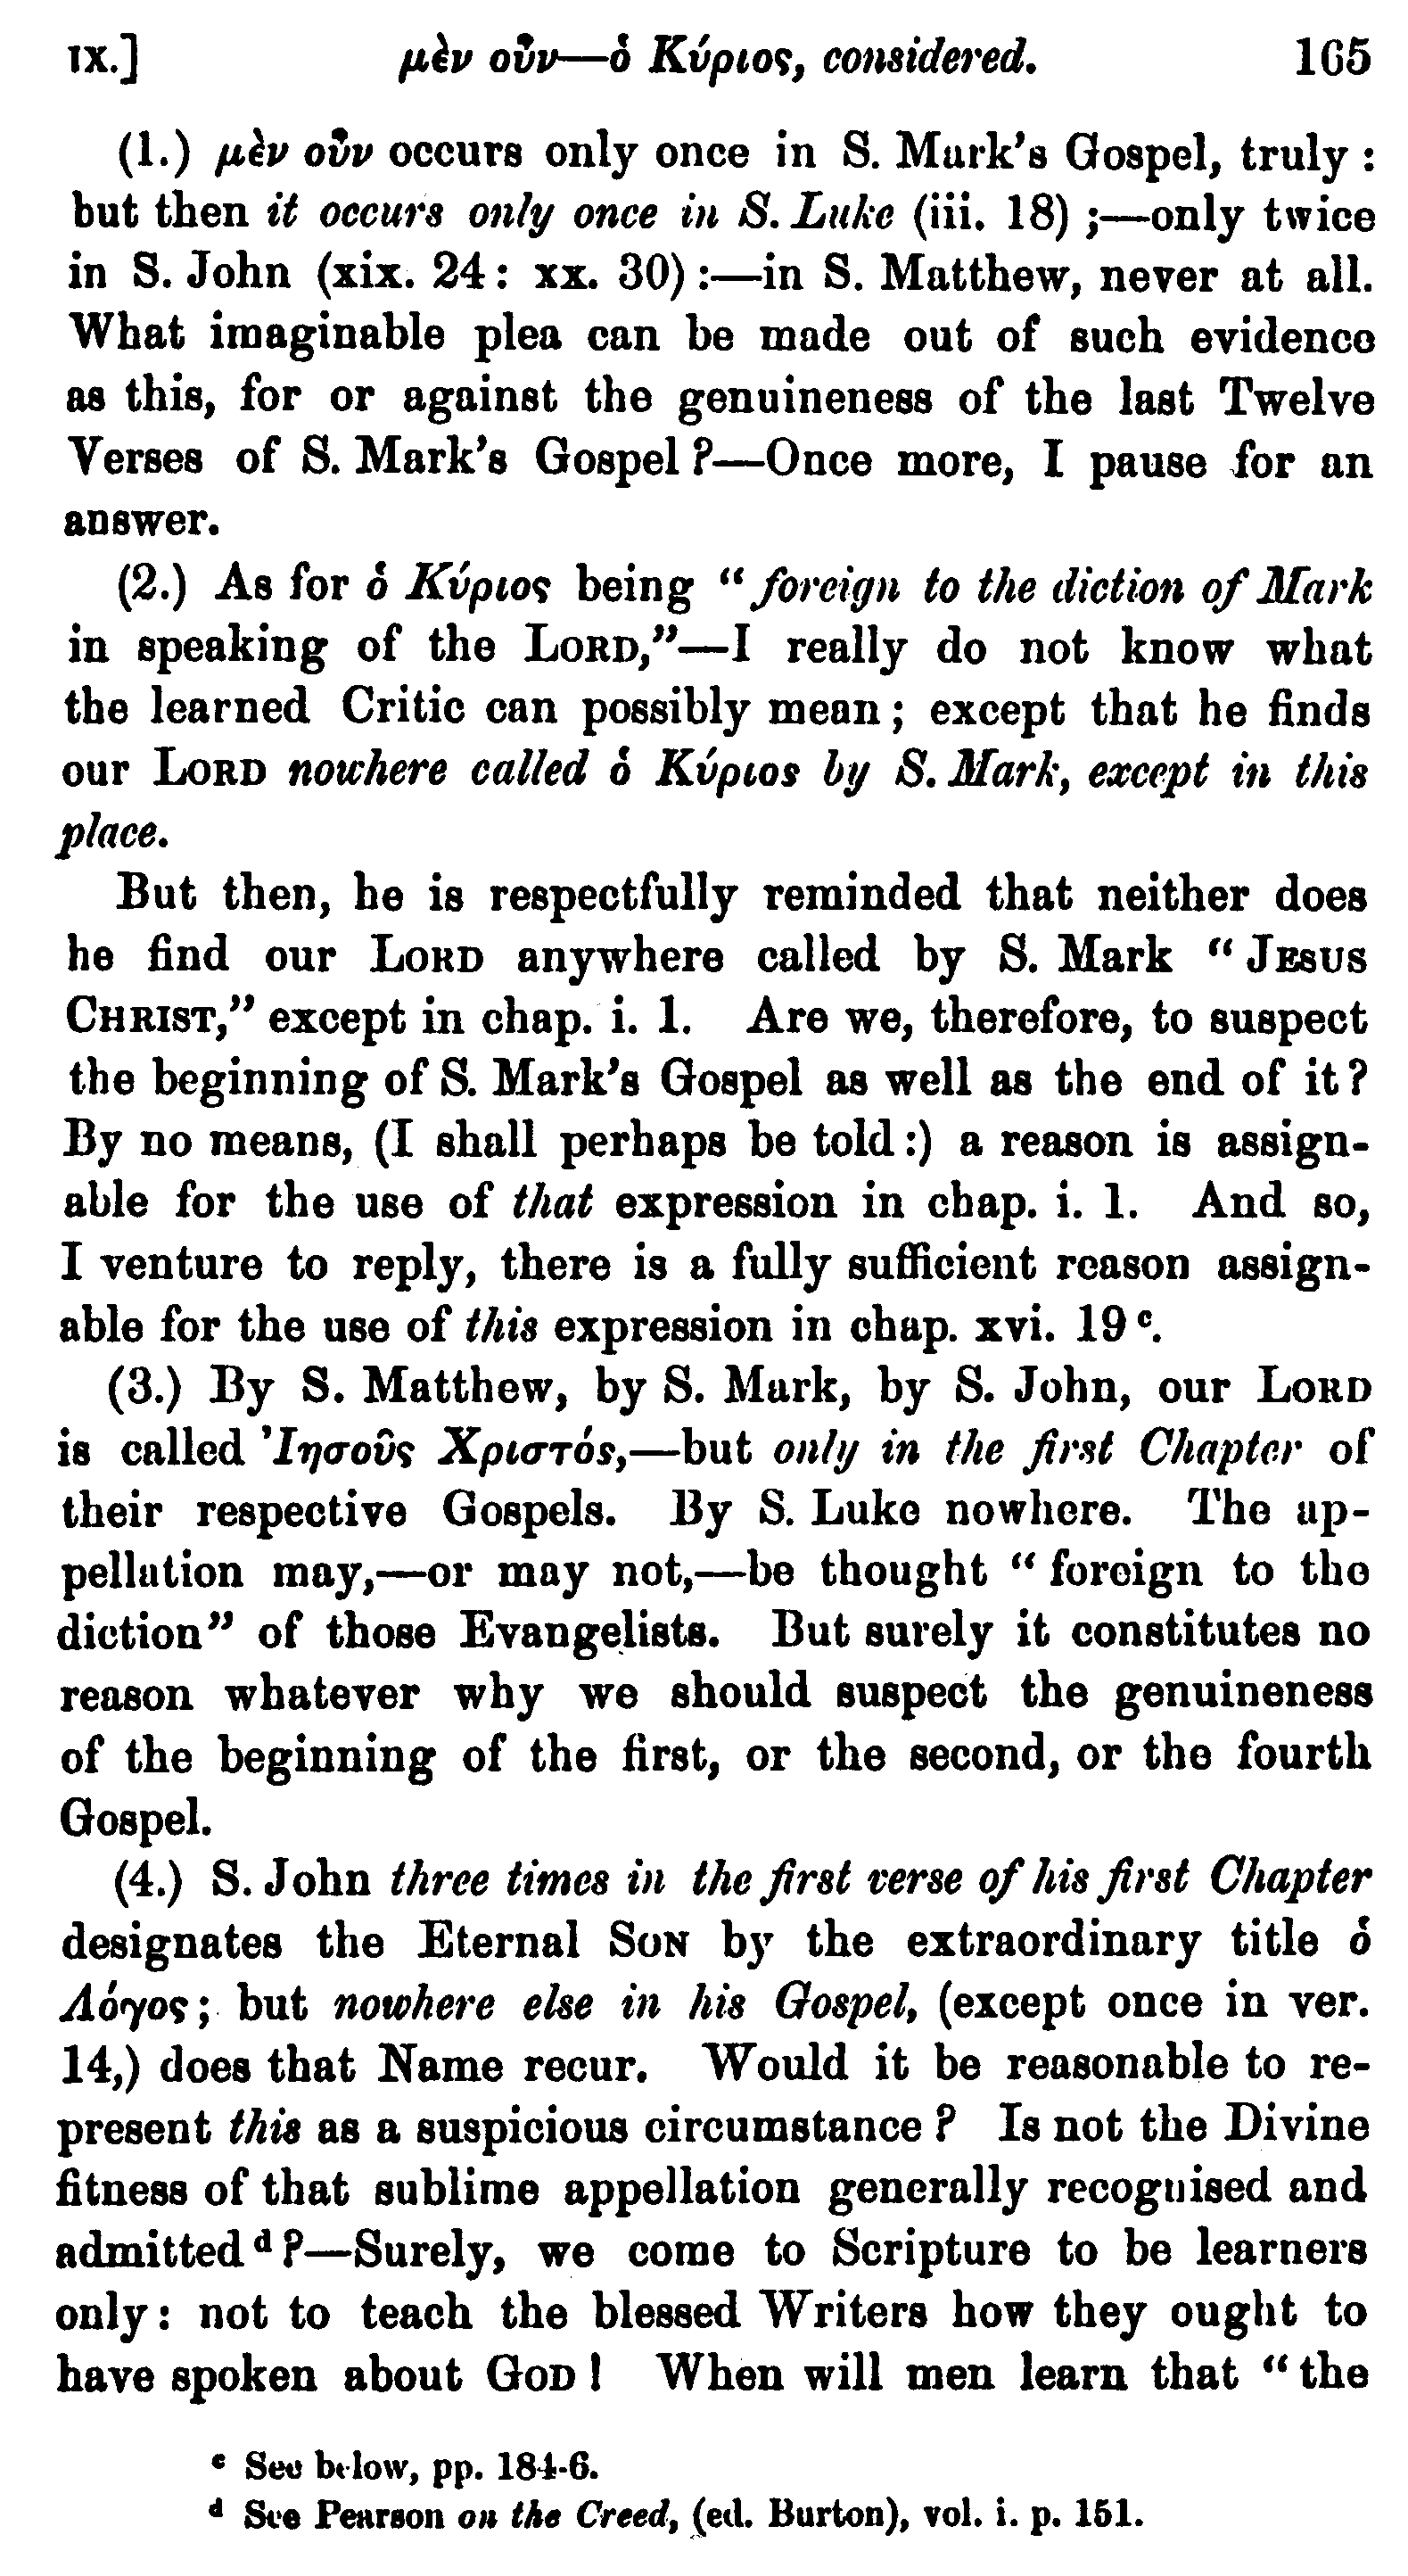 IX.] μὲν οὖν—ὁ Κύριος, considered. 165
(1.) μὲν οὖν occurs only once in S. Mark's Gospel, truly :
but then it occurs only once in S. Luke (iii. 18) ;—only twice
in S. John (xix. 24 : xx. 30) :—in S. Matthew, never at all.
What imaginable plea can be made out of such evidence
as this, for or against the genuineness of the last Twelve
Verses of S. Mark's Gospel ?—Once more, I pause for an
answer.
(2.) As for ὁ Κύριος being “foreign to the diction of Mark
in speaking of the LORD,”—I really do not know what
the learned Critic can possibly mean ; except that he finds
our LORD nowhere called ὁ Κύριος by S. Mark, except in this
place.
But then, he is respectfully reminded that neither does
he find our LORD anywhere called by S. Mark “JESUS
CHRIST,” except in chap. i. 1. Are we, therefore, to suspect
the beginning of S. Mark's Gospel as well as the end of it ?
By no means, (I shall perhaps be told :) a reason is assign-
able for the use of that expression in chap. i. 1. And so,
I venture to reply, there is a fully sufficient reason assign-
able for the use of this expression in chap. xvi. 19 c.
(3.) By S. Matthew, by S. Mark, by S. John, our LORD
is called Ἰησοῦς Χριστός,—but only in the first Chapter of
their respective Gospels. By S. Luke nowhere. The ap-
pellation may,—or may not,—be thought “foreign to the
diction” of those Evangelists. But surely it constitutes no
reason whatever why we should suspect the genuineness
of the beginning of the first, or the second, or the fourth
Gospel.
(4.) S. John three times in the first verse of his first Chapter
designates the Eternal SON by the extraordinary title ὁ
Λόγος ; but nowhere else in his Gospel, (except once in ver.
14,) does that Name recur. Would it be reasonable to re-
present this as a suspicious circumstance ? Is not the Divine
fitness of that sublime appellation generally recognised and
admitted d ?—Surely, we come to Scripture to be learners
only : not to teach the blessed Writers how they ought to
have spoken about GOD ! When will men learn that “the
c See below, pp. 184-6.
d See Pearson on the Creed, (ed. Burton), vol. i. p. 151.